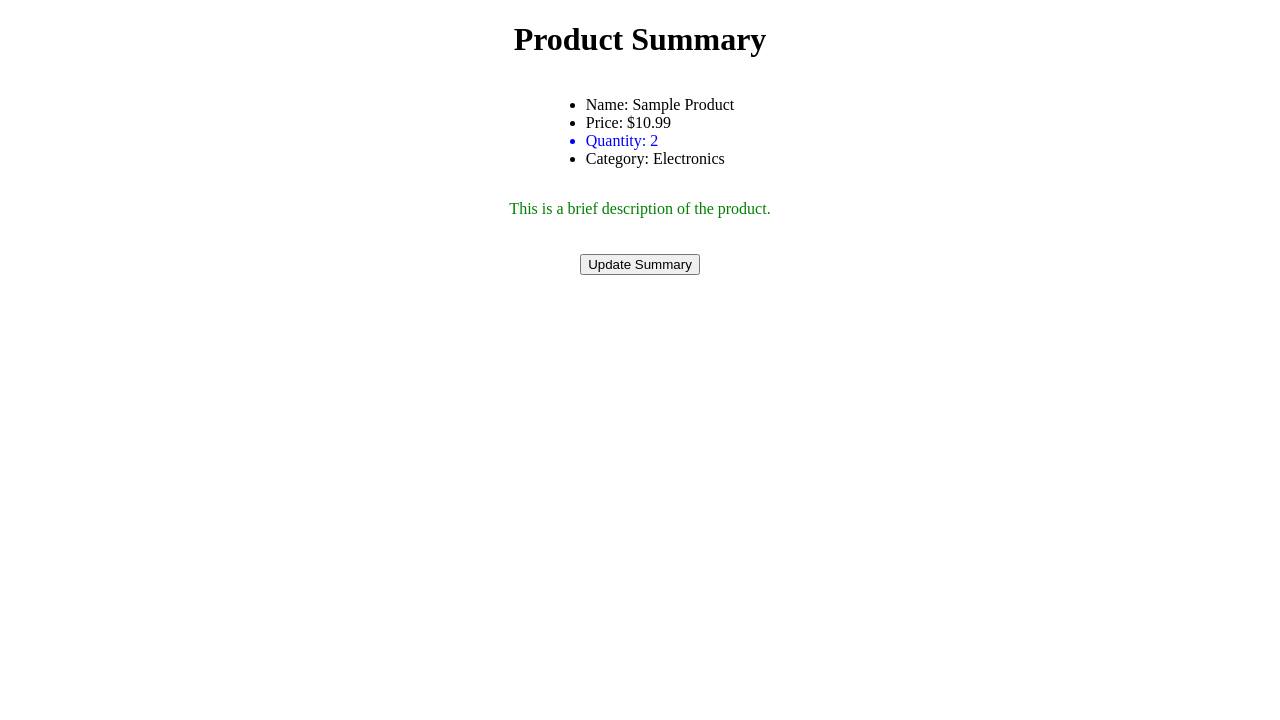 Product Summary
Name: Sample Product
Price: $10.99
Quantity: 2
Category: Electronics
This is a brief description of the product.
Update Summary